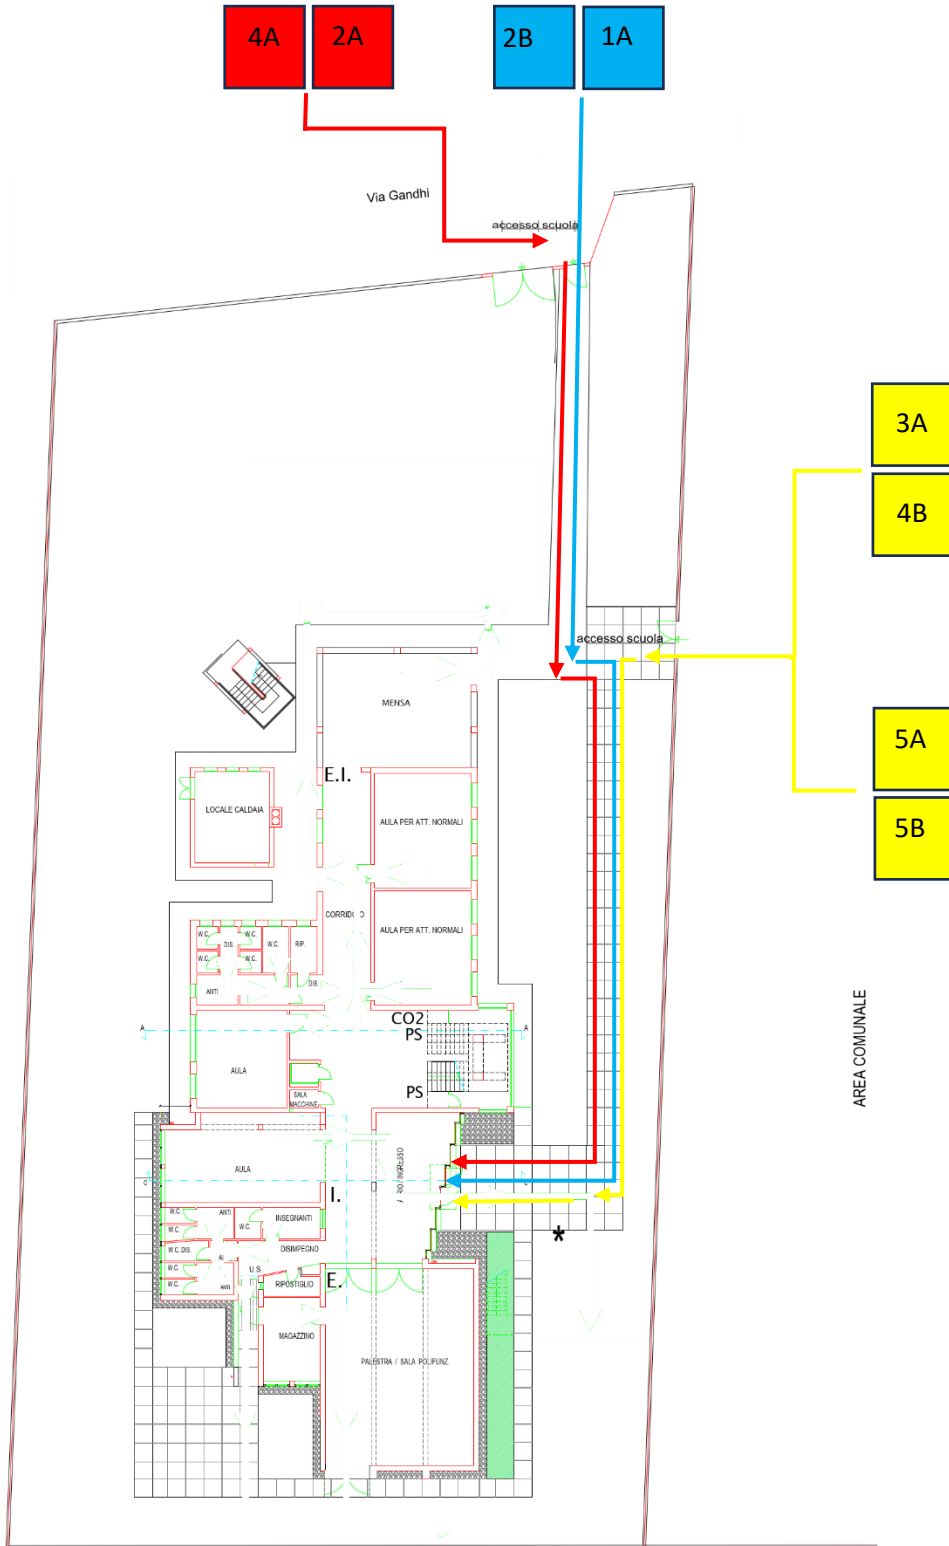 4A 2A 2B 1A
Via Gandhi
accesso scuola
3A
4B
accesso scuola
MENSA
5A
E.I.
LOCALE CALDAIA
AULA PER ATT. NORMALI
5B
CORRIDOIO
W.C. W.C. W.C. RIP.
DIS.
AULA PER ATT. NORMALI
W.C. W.C.
DIS.
ANTI
AREA COMUNALE
CO2
A A
PS
AULA
PS
SALA
MACCHINE
ATRIO/INGRESSO
AULA
C C
I.
W.C. ANTI W.C. INSEGNANTI
W.C.
*
W.C. DIS. DISIMPEGNO
W.C. U.S.
W.C. ANTI RIPOSTIGLIO E.
MAGAZZINO
PALESTRA / SALA POLIFUNZ.